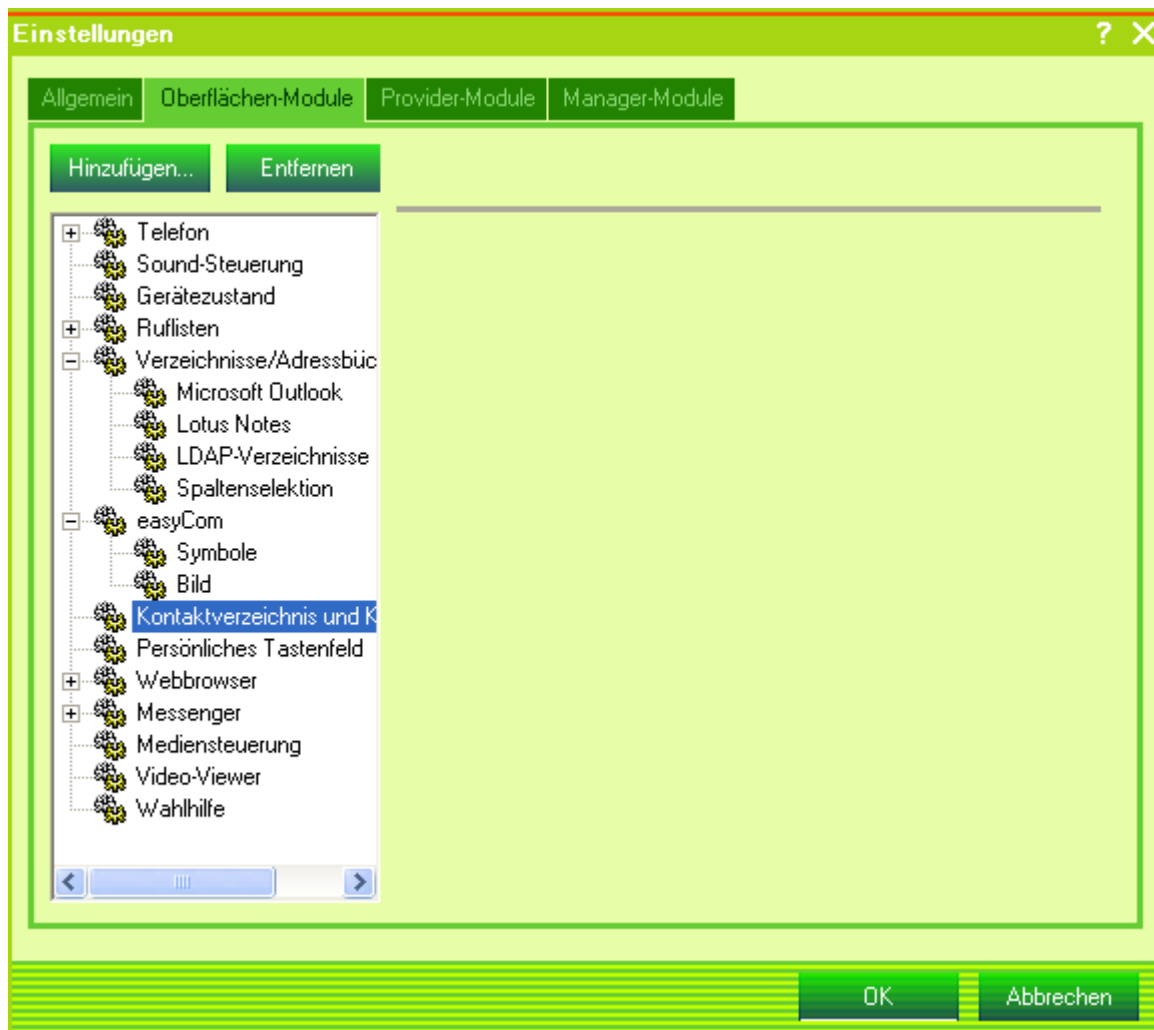 Einstellungen ? X
Allgemein Oberflächen-Module Provider-Module Manager-Module
Hinzufügen... Entfernen
Telefon
Sound-Steuerung
Gerätezustand
Ruflisten
Verzeichnisse/Adressbüc
Microsoft Outlook
Lotus Notes
LDAP-Verzeichnisse
Spaltenselektion
easyCom
Symbole
Bild
Kontaktverzeichnis und K
Persönliches Tastenfeld
Webbrowser
Messenger
Mediensteuerung
Video-Viewer
Wahlhilfe
OK Abbrechen